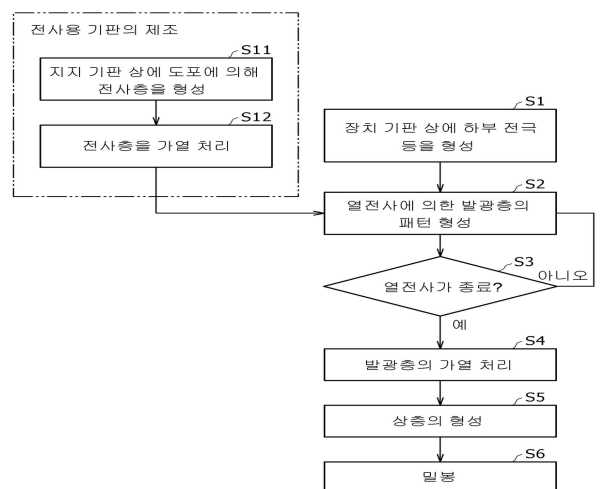 전사용 기판의 제조
S11
지지 기판 상에 도포에 의해
전사층을 형성
S12
전사층을 가열 처리
S1
장치 기판 상에 하부 전극
등을 형성
S2
열전사에 의한 발광층의
패턴 형성
S3
열전사가 종료?
아니오
예
S4
발광층의 가열 처리
S5
상층의 형성
S6
밀봉